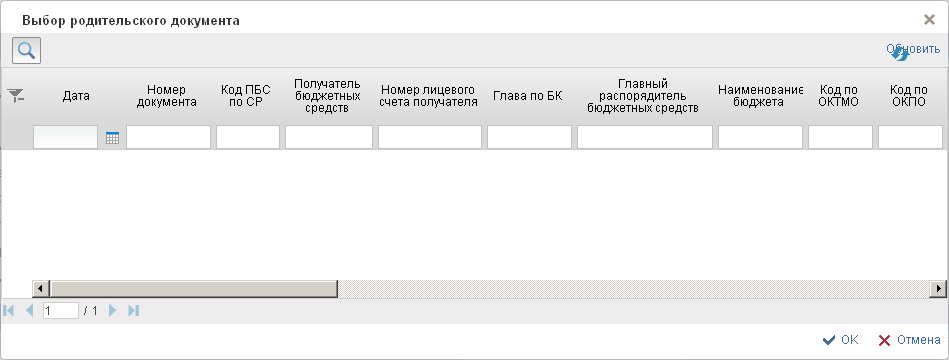 Выбор родительского документа
Обновить
Дата
Номер
документа
Код ПБС
по СР
Получатель
бюджетных
средств
Номер лицевого
счета получателя
Глава по БК
Главный
распорядитель
бюджетных средств
Наименование
бюджета
Код по
ОКТМО
Код по
ОКПО
1 / 1
OK
Отмена